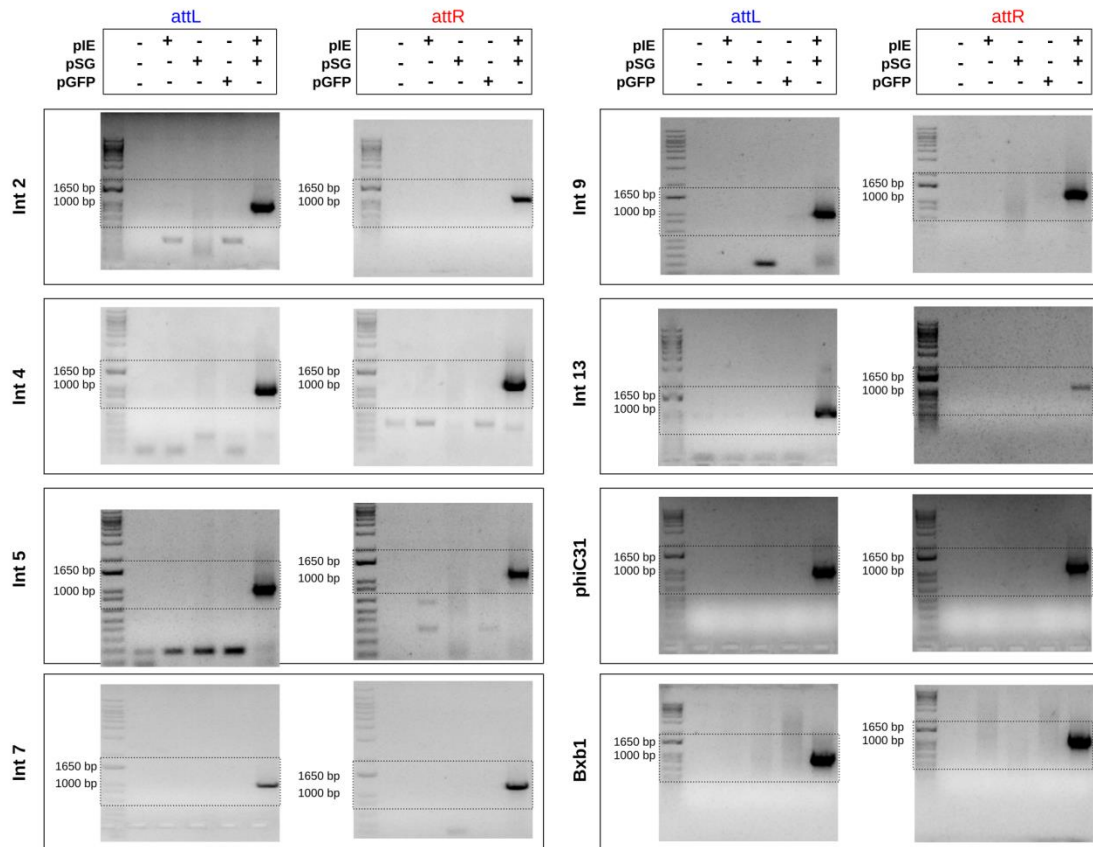 attL attR attL attR
pIE - + - - + pIE - + - - + pIE - + - - + pIE - + - - +
pSG - - + - + pSG - - + - + pSG - - + - + pSG - - + - +
pGFP - - - + - pGFP - - - + - pGFP - - - + - pGFP - - - + -
Int 2
1650 bp 1650 bp
1000 bp 1000 bp
Int 9
1650 bp 1650 bp
1000 bp 1000 bp
Int 4
1650 bp 1650 bp
1000 bp 1000 bp
Int 13
1650 bp 1650 bp
1000 bp 1000 bp
Int 5
1650 bp 1650 bp
1000 bp 1000 bp
phiC31
1650 bp 1650 bp
1000 bp 1000 bp
Int 7
1650 bp 1650 bp
1000 bp 1000 bp
Bxb1
1650 bp 1650 bp
1000 bp 1000 bp